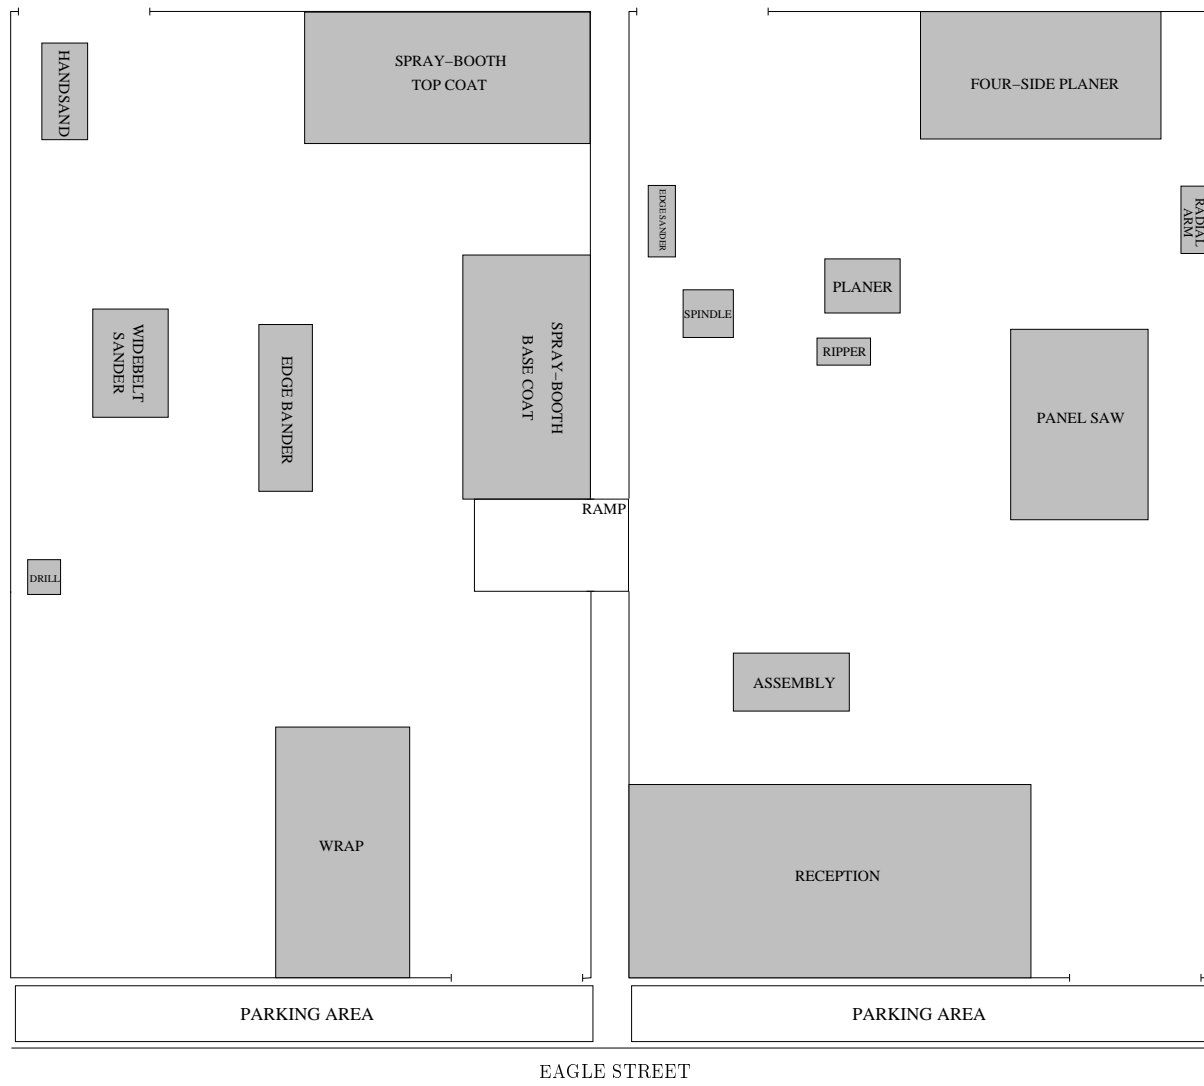 HANDSAND
SPRAY–BOOTH
TOP COAT
FOUR–SIDE PLANER
EDGE SANDER
RADIAL
ARM
PLANER
SPINDLE
RIPPER
WIDEBELT
SANDER
EDGE BANDER
SPRAY–BOOTH
BASE COAT
PANEL SAW
RAMP
DRILL
ASSEMBLY
WRAP
RECEPTION
PARKING AREA
PARKING AREA
EAGLE STREET